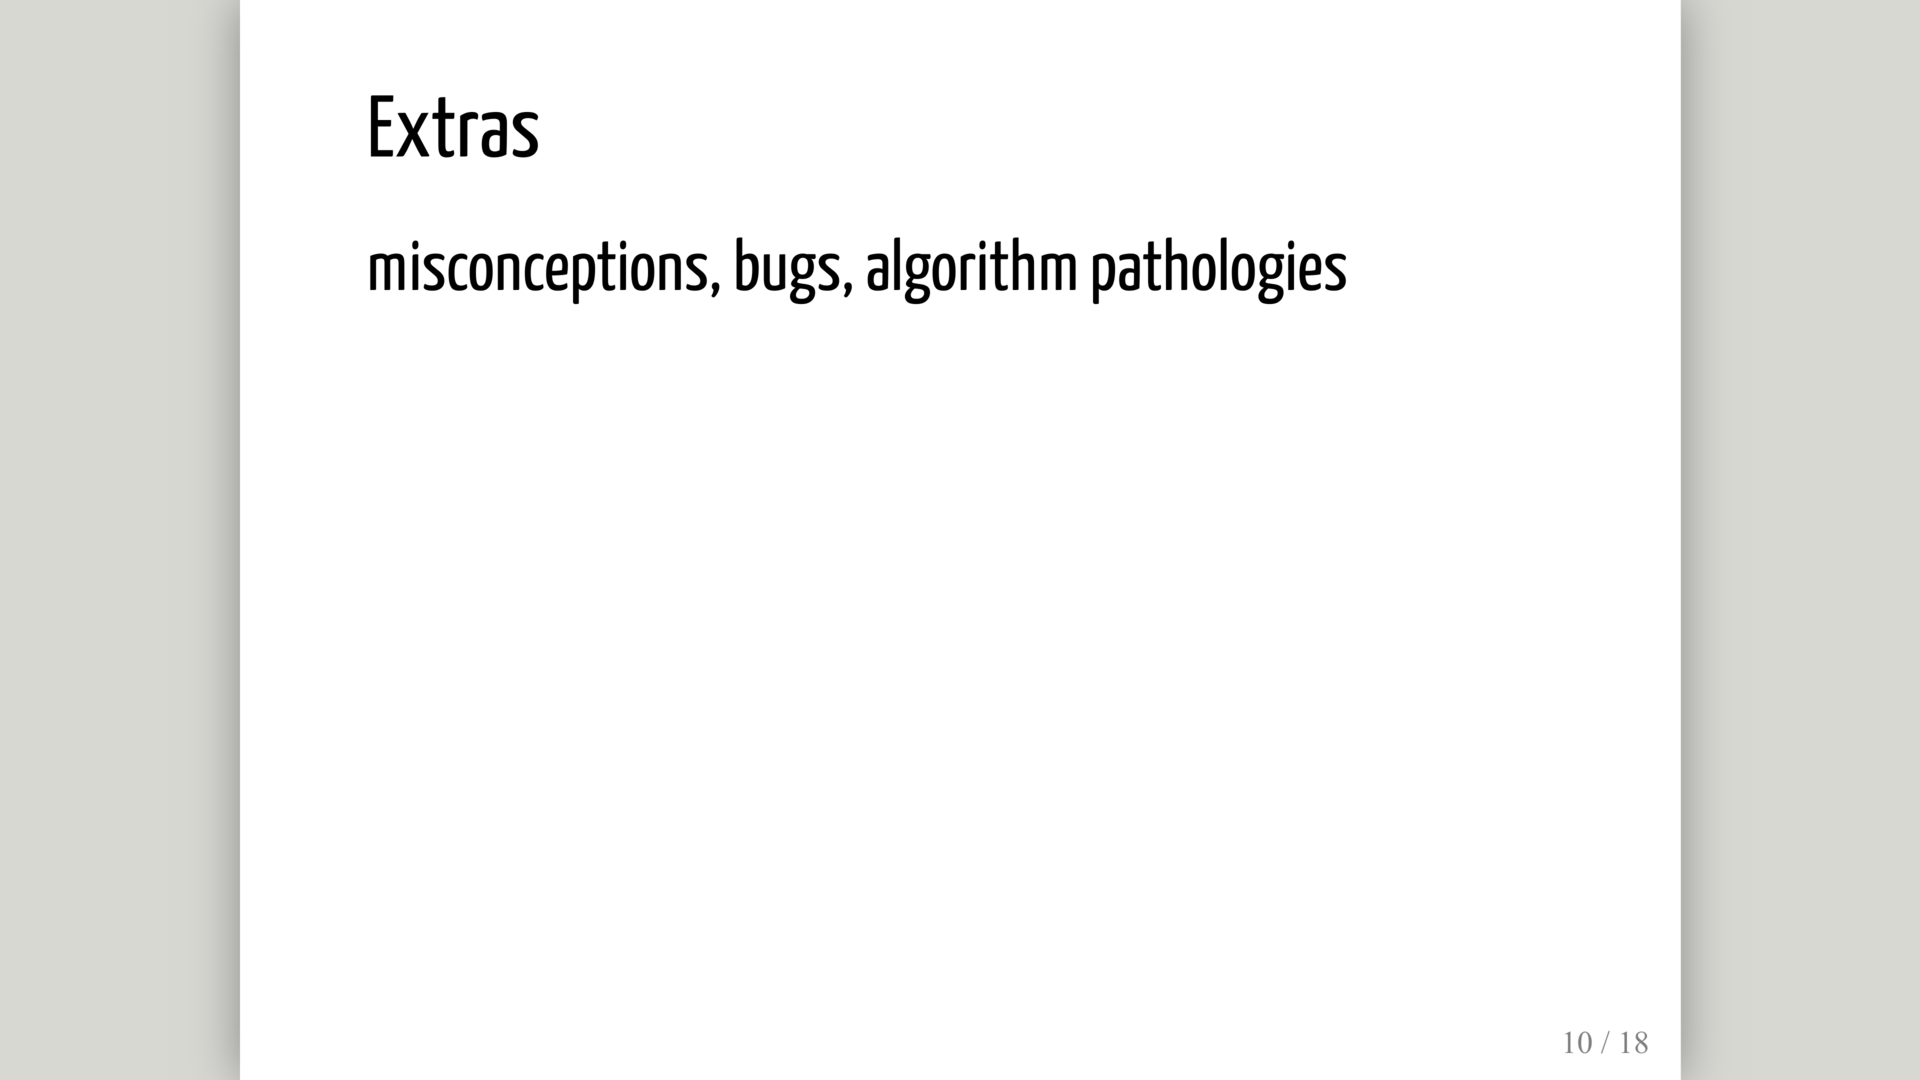 Extras
misconceptions, bugs, algorithm pathologies
10 / 18